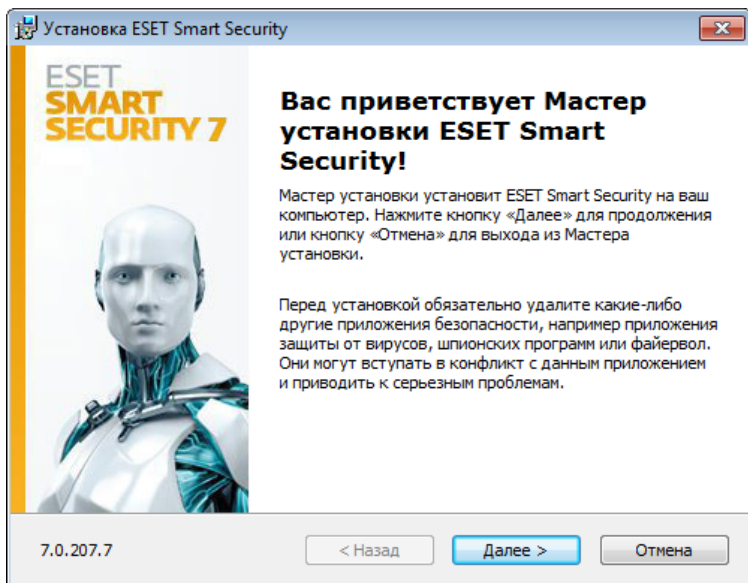 Установка ESET Smart Security
ESET
SMART
SECURITY 7
Вас приветствует Мастер
установки ESET Smart
Security!
Мастер установки установит ESET Smart Security на ваш
компьютер. Нажмите кнопку «Далее» для продолжения
или кнопку «Отмена» для выхода из Мастера
установки.
Перед установкой обязательно удалите какие-либо
другие приложения безопасности, например приложения
защиты от вирусов, шпионских программ или файервол.
Они могут вступать в конфликт с данным приложением
и приводить к серьезным проблемам.
7.0.207.7
< Назад
Далее >
Отмена